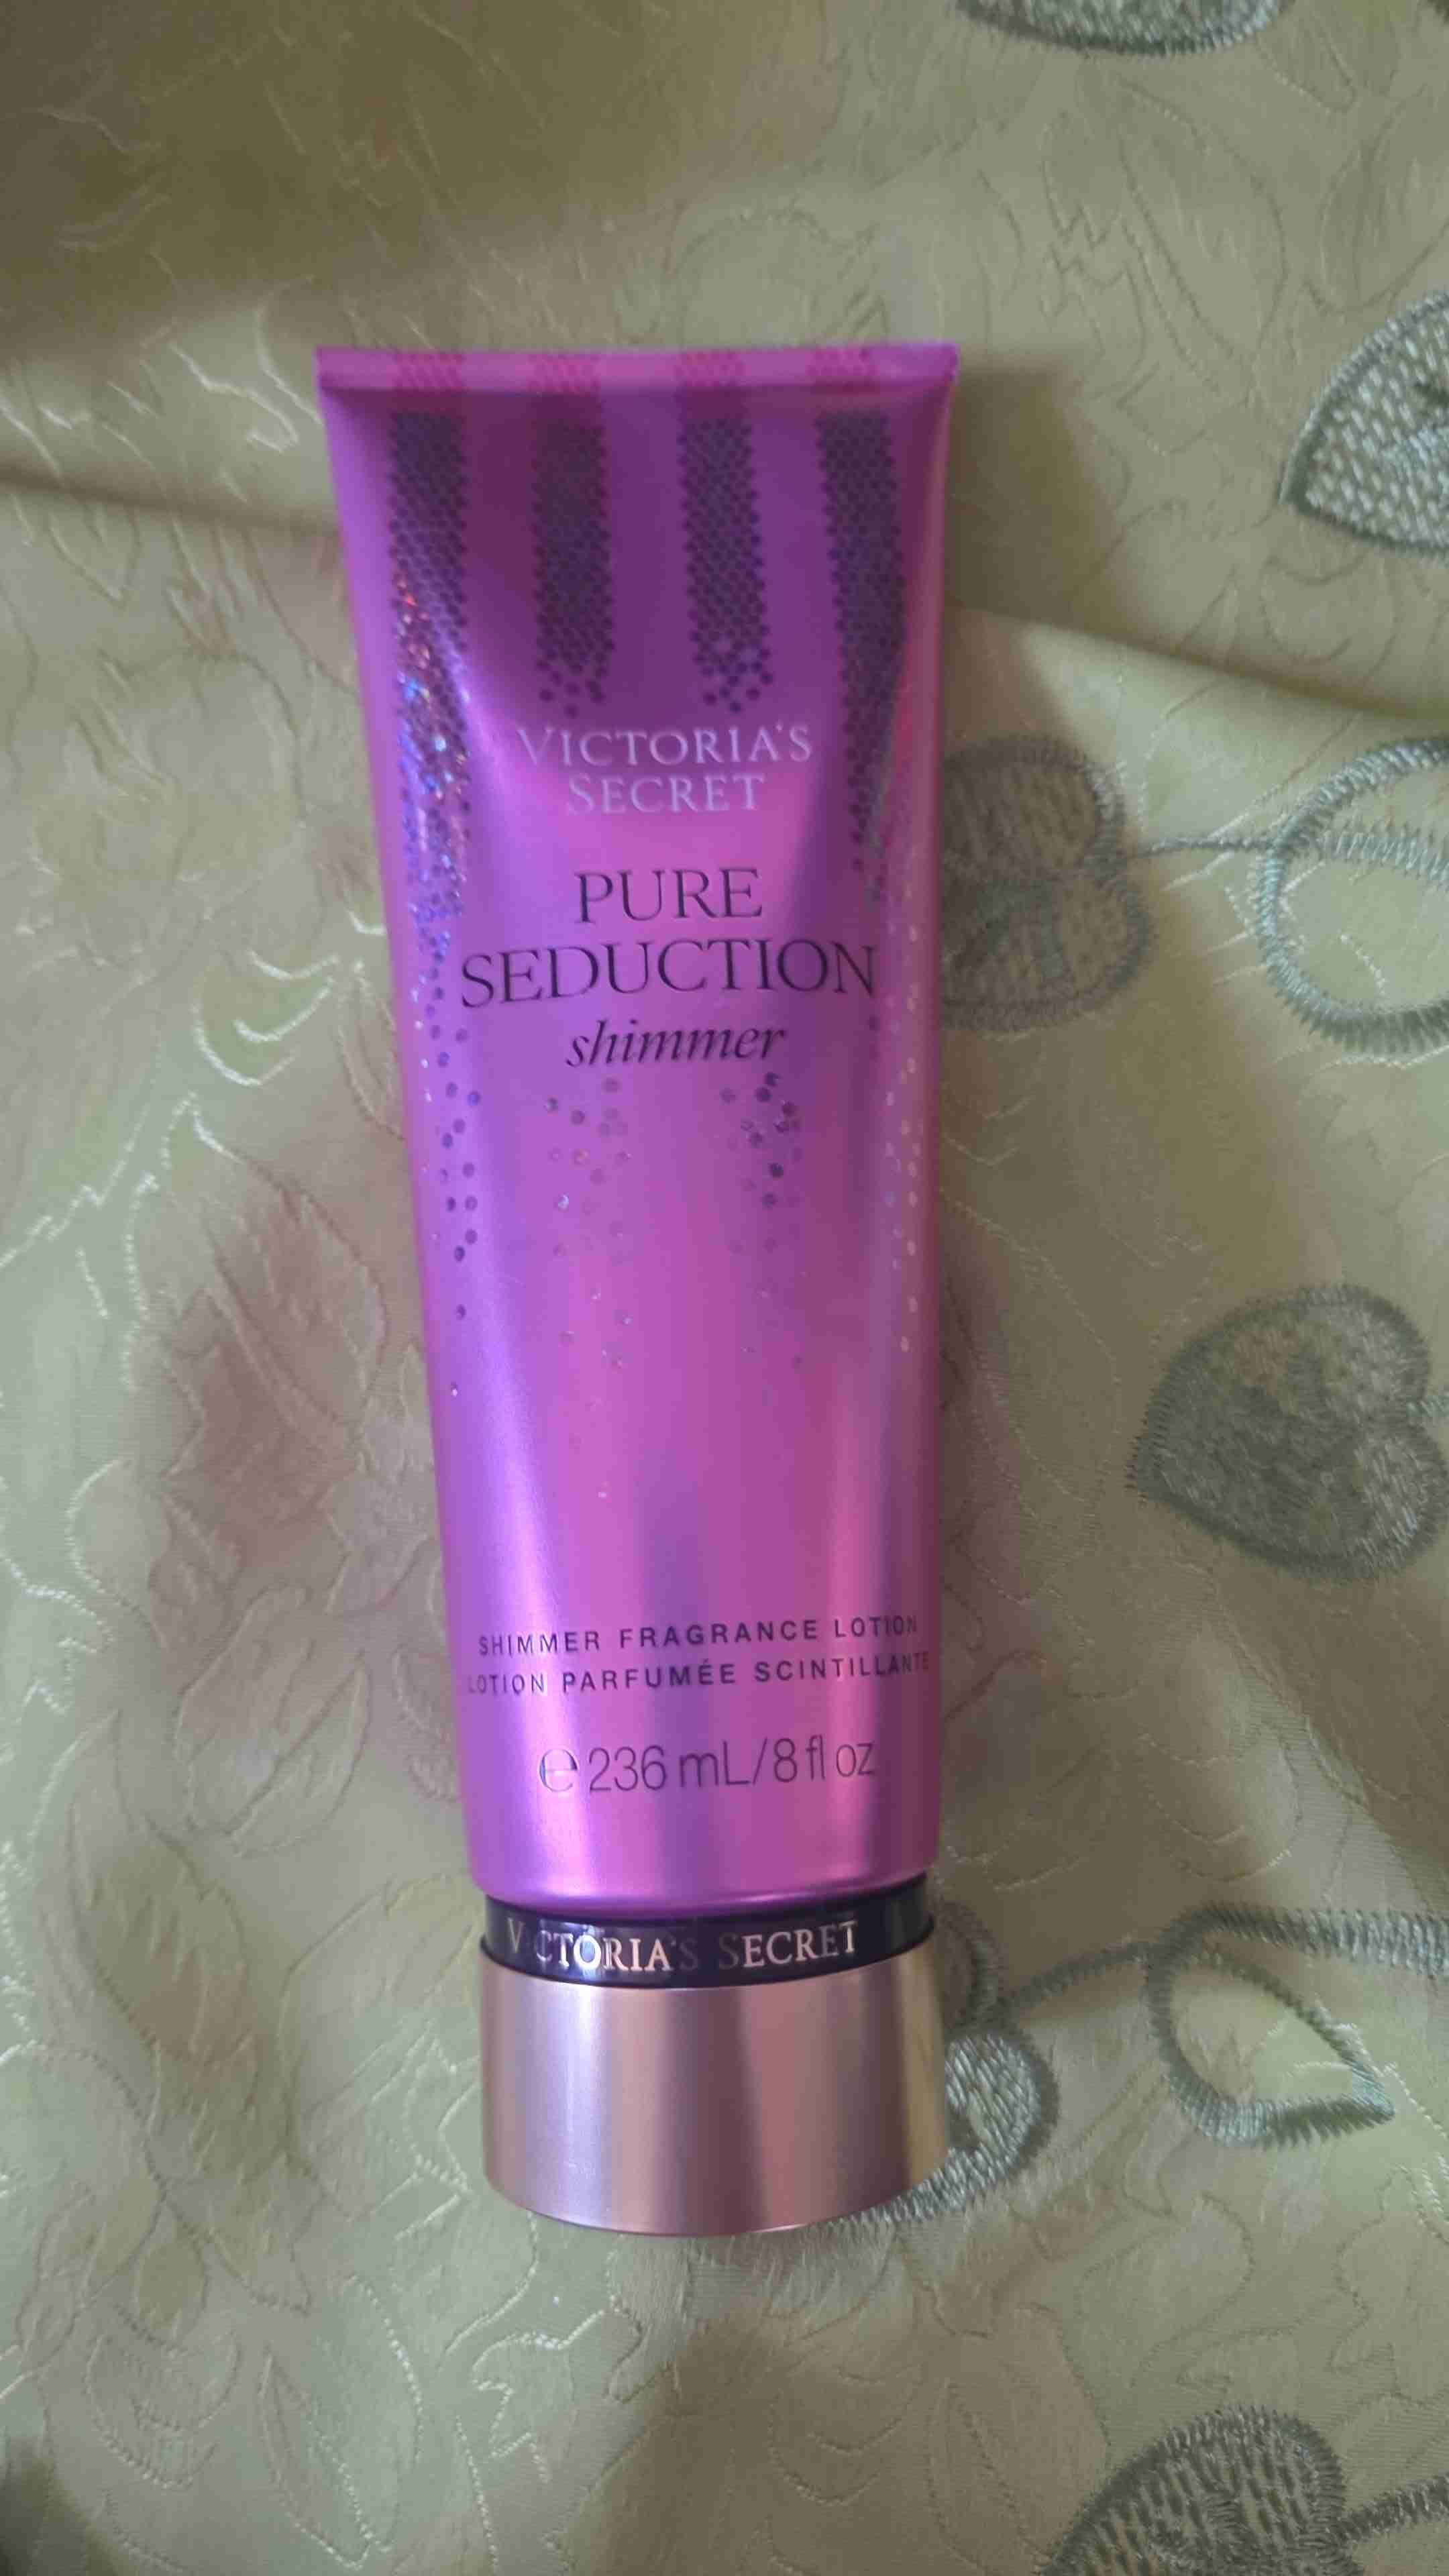 VICTORIA'S
SECRET
PURE
SEDUCTION
shimmer
SHIMMER FRAGRANCE LOTION
LOTION PARFUMÉE SCINTILLANTE
℮ 236 mL/8 fl oz
VICTORIA'S SECRET